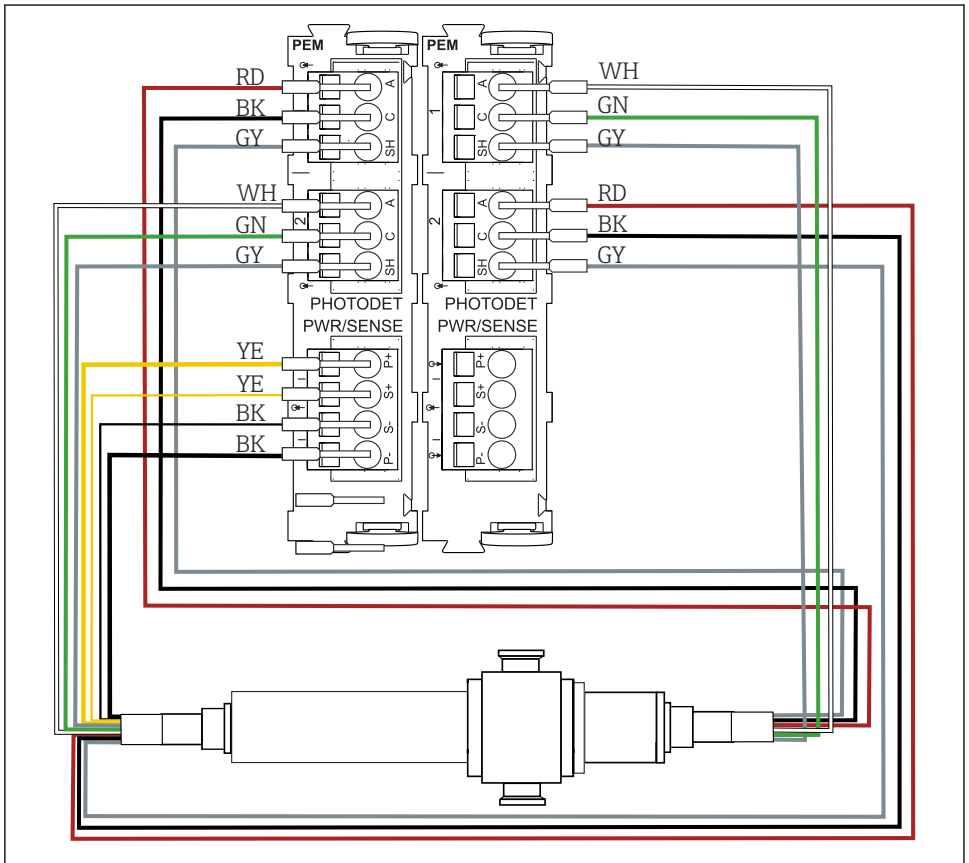 PEM PEM
RD A A WH
BK C 1 C GN
GY SH SH GY
WH A A RD
GN 2 C 2 C BK
GY SH SH GY
PHOTODET PHOTODET
PWR/SENSE PWR/SENSE
YE P+ P+
YE S+ S+
BK S- S-
BK P- P-